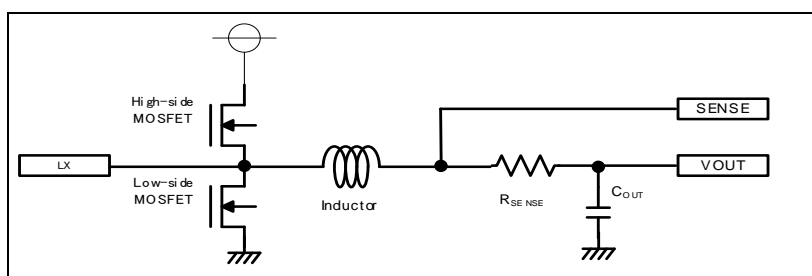 High-side
MOSFET
SENSE
LX
VOUT
Low-side
MOSFET
Inductor
RSENSE
COUT